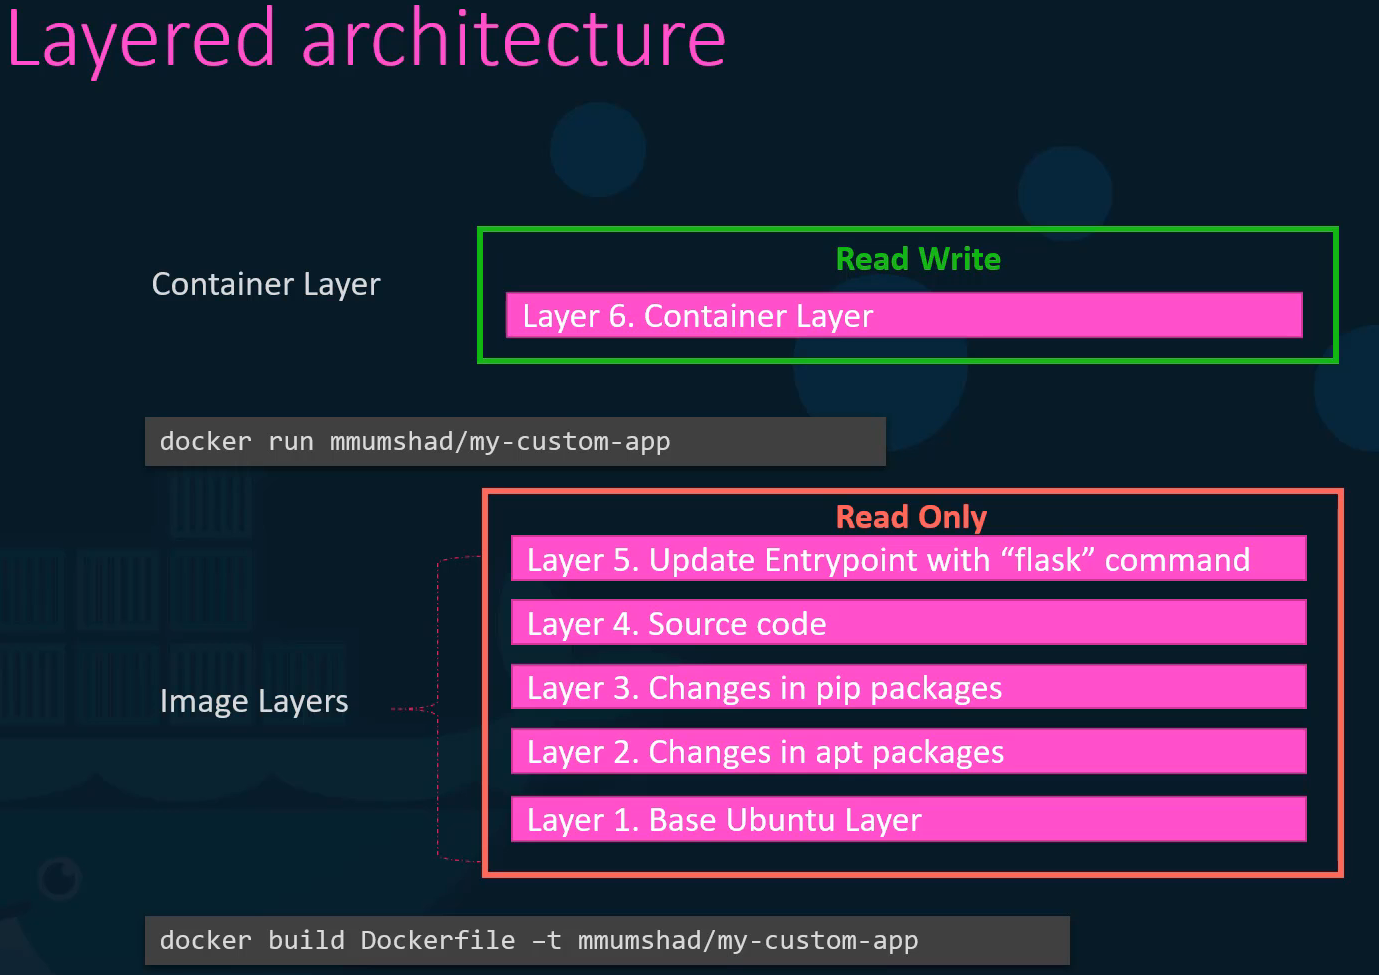 Layered architecture
Read Write
Container Layer
Layer 6. Container Layer
docker run mmumshad/my-custom-app
Read Only
Layer 5. Update Entrypoint with “flask” command
Layer 4. Source code
Layer 3. Changes in pip packages
Image Layers
Layer 2. Changes in apt packages
Layer 1. Base Ubuntu Layer
docker build Dockerfile –t mmumshad/my-custom-app